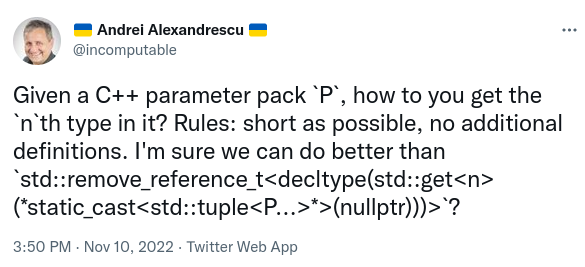 🇺🇦 Andrei Alexandrescu 🇺🇦
@incomputable
Given a C++ parameter pack `P`, how to you get the
`n`th type in it? Rules: short as possible, no additional
definitions. I'm sure we can do better than
`std::remove_reference_t<decltype(std::get<n>
(*static_cast<std::tuple<P...>*>(nullptr)))>`?
3:50 PM · Nov 10, 2022 · Twitter Web App